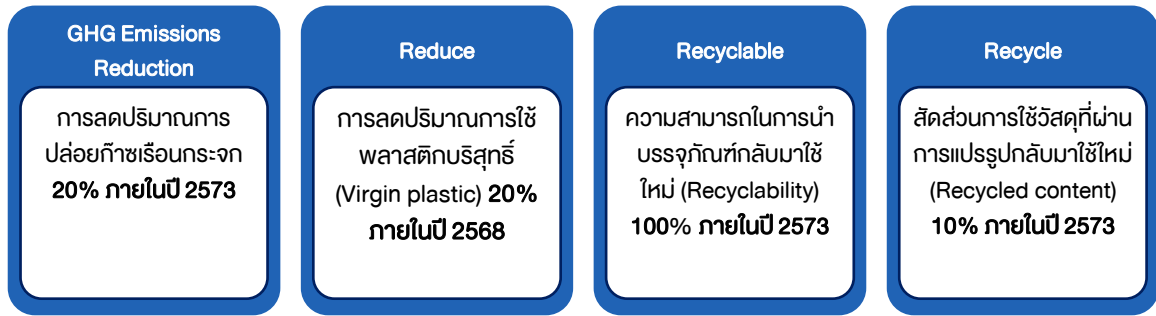 GHG Emissions
Reduction
การลดปริมาณการ
ปล่อยก๊าซเรือนกระจก
20% ภายในปี 2573
Reduce
การลดปริมาณการใช้
พลาสติกบริสุทธิ์
(Virgin plastic) 20%
ภายในปี 2568
Recyclable
ความสามารถในการนำ
บรรจุภัณฑ์กลับมาใช้
ใหม่ (Recyclability)
100% ภายในปี 2573
Recycle
สัดส่วนการใช้วัสดุที่ผ่าน
การแปรรูปกลับมาใช้ใหม่
(Recycled content)
10% ภายในปี 2573